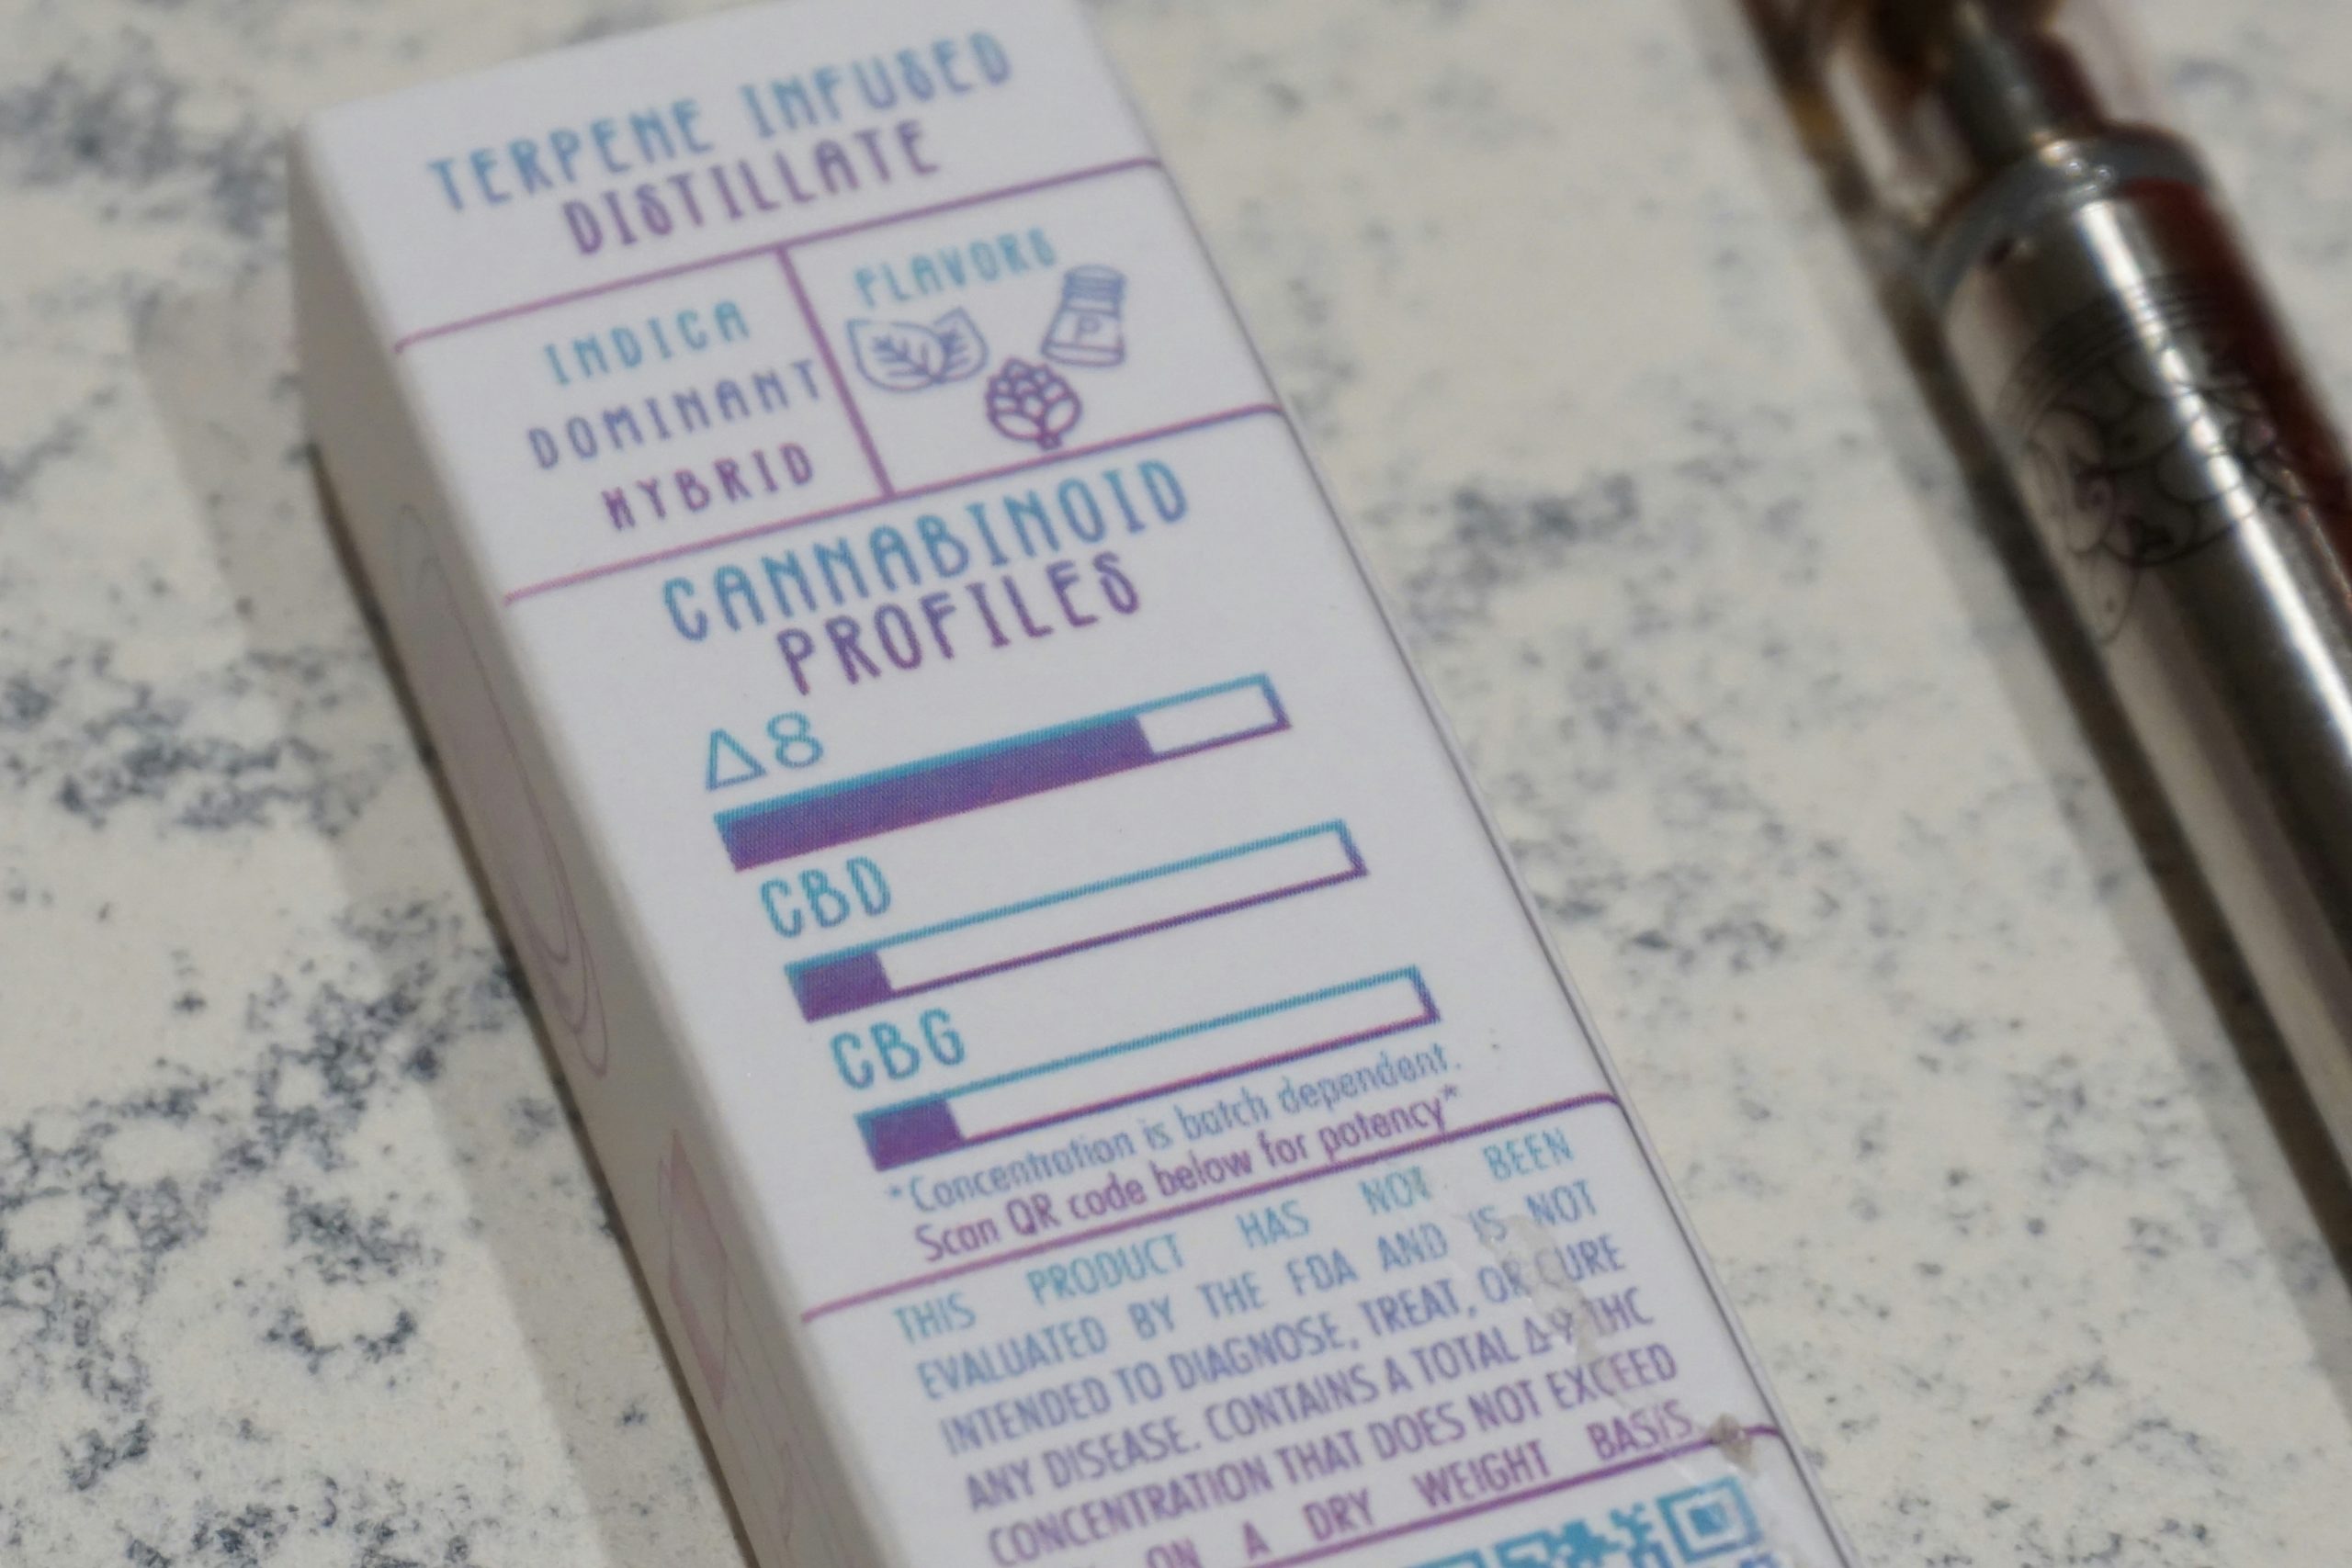 TERPENE INFUSED
DISTILLATE
INDICA
DOMINANT
HYBRID
FLAVORS
P
CANNABINOID
PROFILES
Δ8
CBD
CBG
*Concentration is batch dependent.
Scan QR code below for potency*
THIS PRODUCT HAS NOT BEEN
EVALUATED BY THE FDA AND IS NOT
INTENDED TO DIAGNOSE, TREAT, OR CURE
ANY DISEASE. CONTAINS A TOTAL Δ-9 THC
CONCENTRATION THAT DOES NOT EXCEED
ON A DRY WEIGHT BASIS.